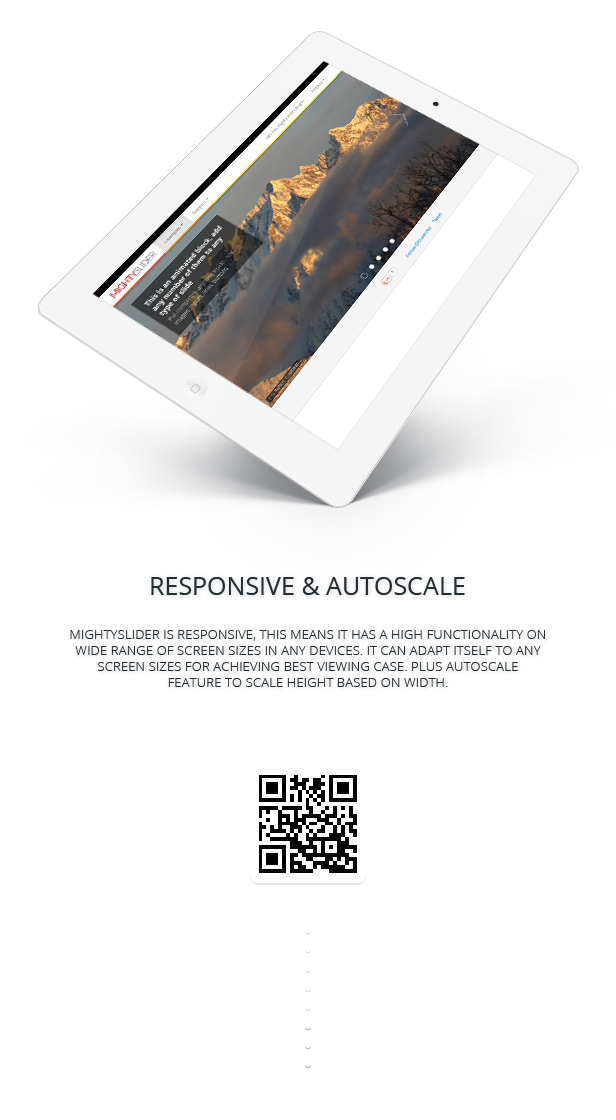 MIGHTYSLIDER
This is an animated block, add
any number of them to any
type of slide
RESPONSIVE & AUTOSCALE
MIGHTYSLIDER IS RESPONSIVE, THIS MEANS IT HAS A HIGH FUNCTIONALITY ON
WIDE RANGE OF SCREEN SIZES IN ANY DEVICES. IT CAN ADAPT ITSELF TO ANY
SCREEN SIZES FOR ACHIEVING BEST VIEWING CASE. PLUS AUTOSCALE
FEATURE TO SCALE HEIGHT BASED ON WIDTH.